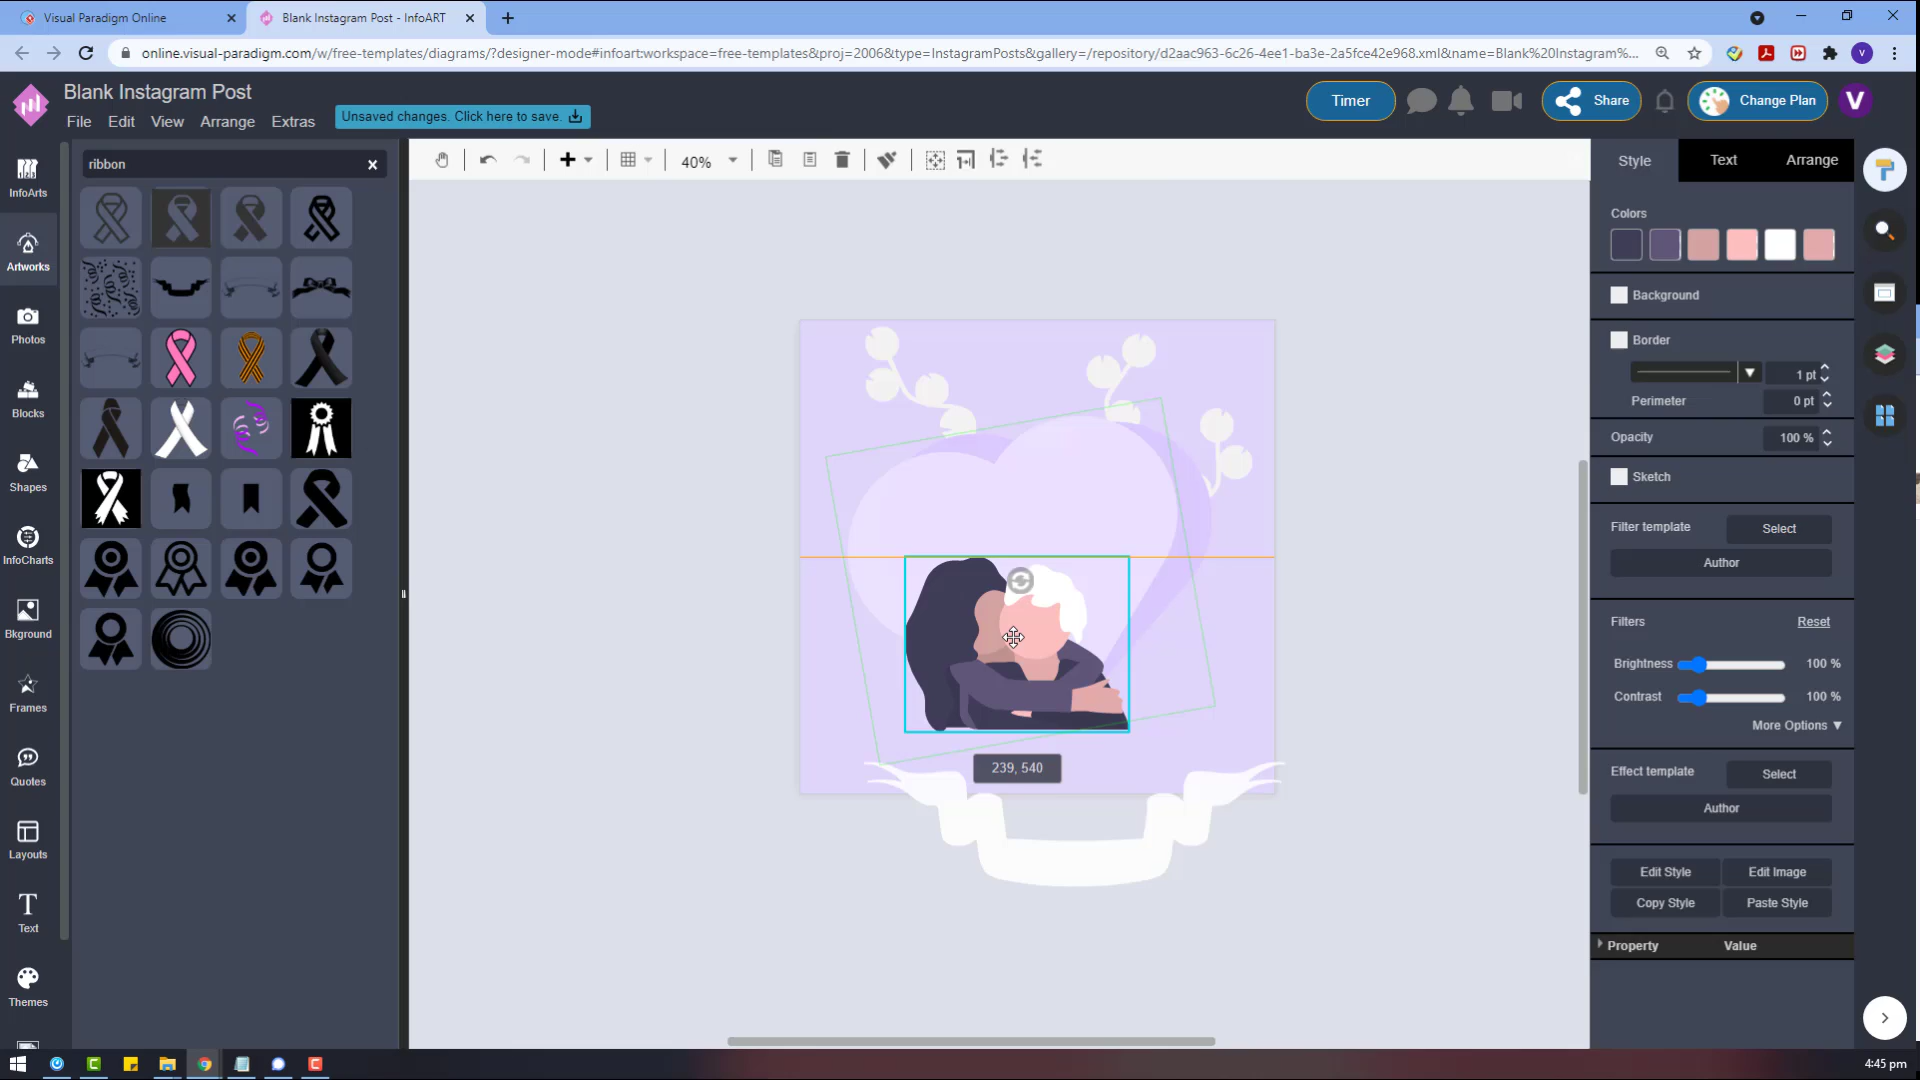 Visual Paradigm Online
Blank Instagram Post - InfoART
online.visual-paradigm.com/w/free-templates/diagrams/?designer-mode#infoart:workspace=free-templates&proj=2006&type=InstagramPosts&gallery=/repository/d2aac963-6c26-4ee1-ba3e-2a5fce42e968.xml&name=Blank%20Instagram%...
Blank Instagram Post
File Edit View Arrange Extras
Unsaved changes. Click here to save.
Timer
Share
Change Plan
V
V
InfoArts
Artworks
Photos
Blocks
Shapes
InfoCharts
Bkground
Frames
Quotes
Layouts
Text
Themes
ribbon
40%
239, 540
Style Text Arrange
Colors
Background
Border
1 pt
Perimeter 0 pt
Opacity 100 %
Sketch
Filter template Select
Author
Filters Reset
Brightness 100 %
Contrast 100 %
More Options ▼
Effect template Select
Author
Edit Style Edit Image
Copy Style Paste Style
Property Value
4:45 pm